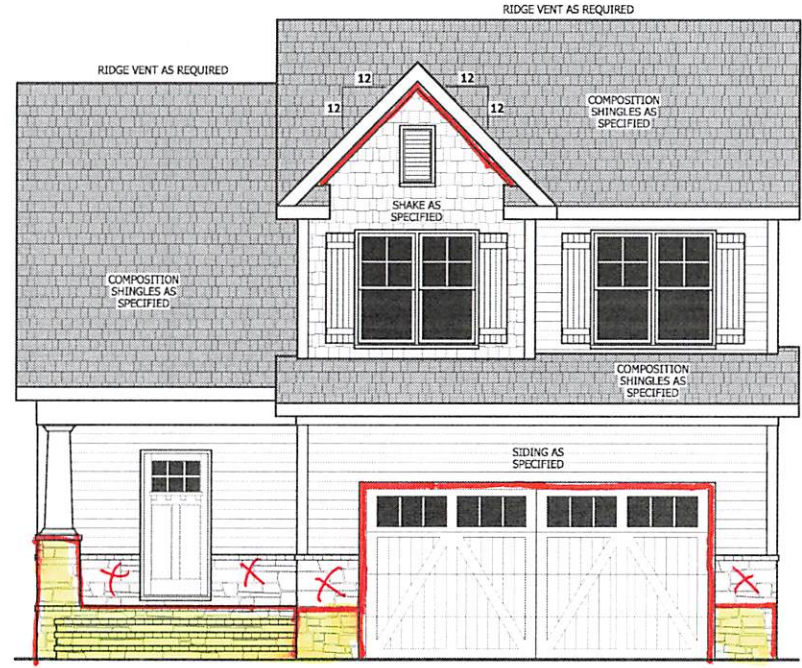 RIDGE VENT AS REQUIRED
RIDGE VENT AS REQUIRED
12
12
12
12
COMPOSITION
SHINGLES AS
SPECIFIED
SHAKE AS
SPECIFIED
COMPOSITION
SHINGLES AS
SPECIFIED
COMPOSITION
SHINGLES AS
SPECIFIED
SIDING AS
SPECIFIED
X
X
X
X